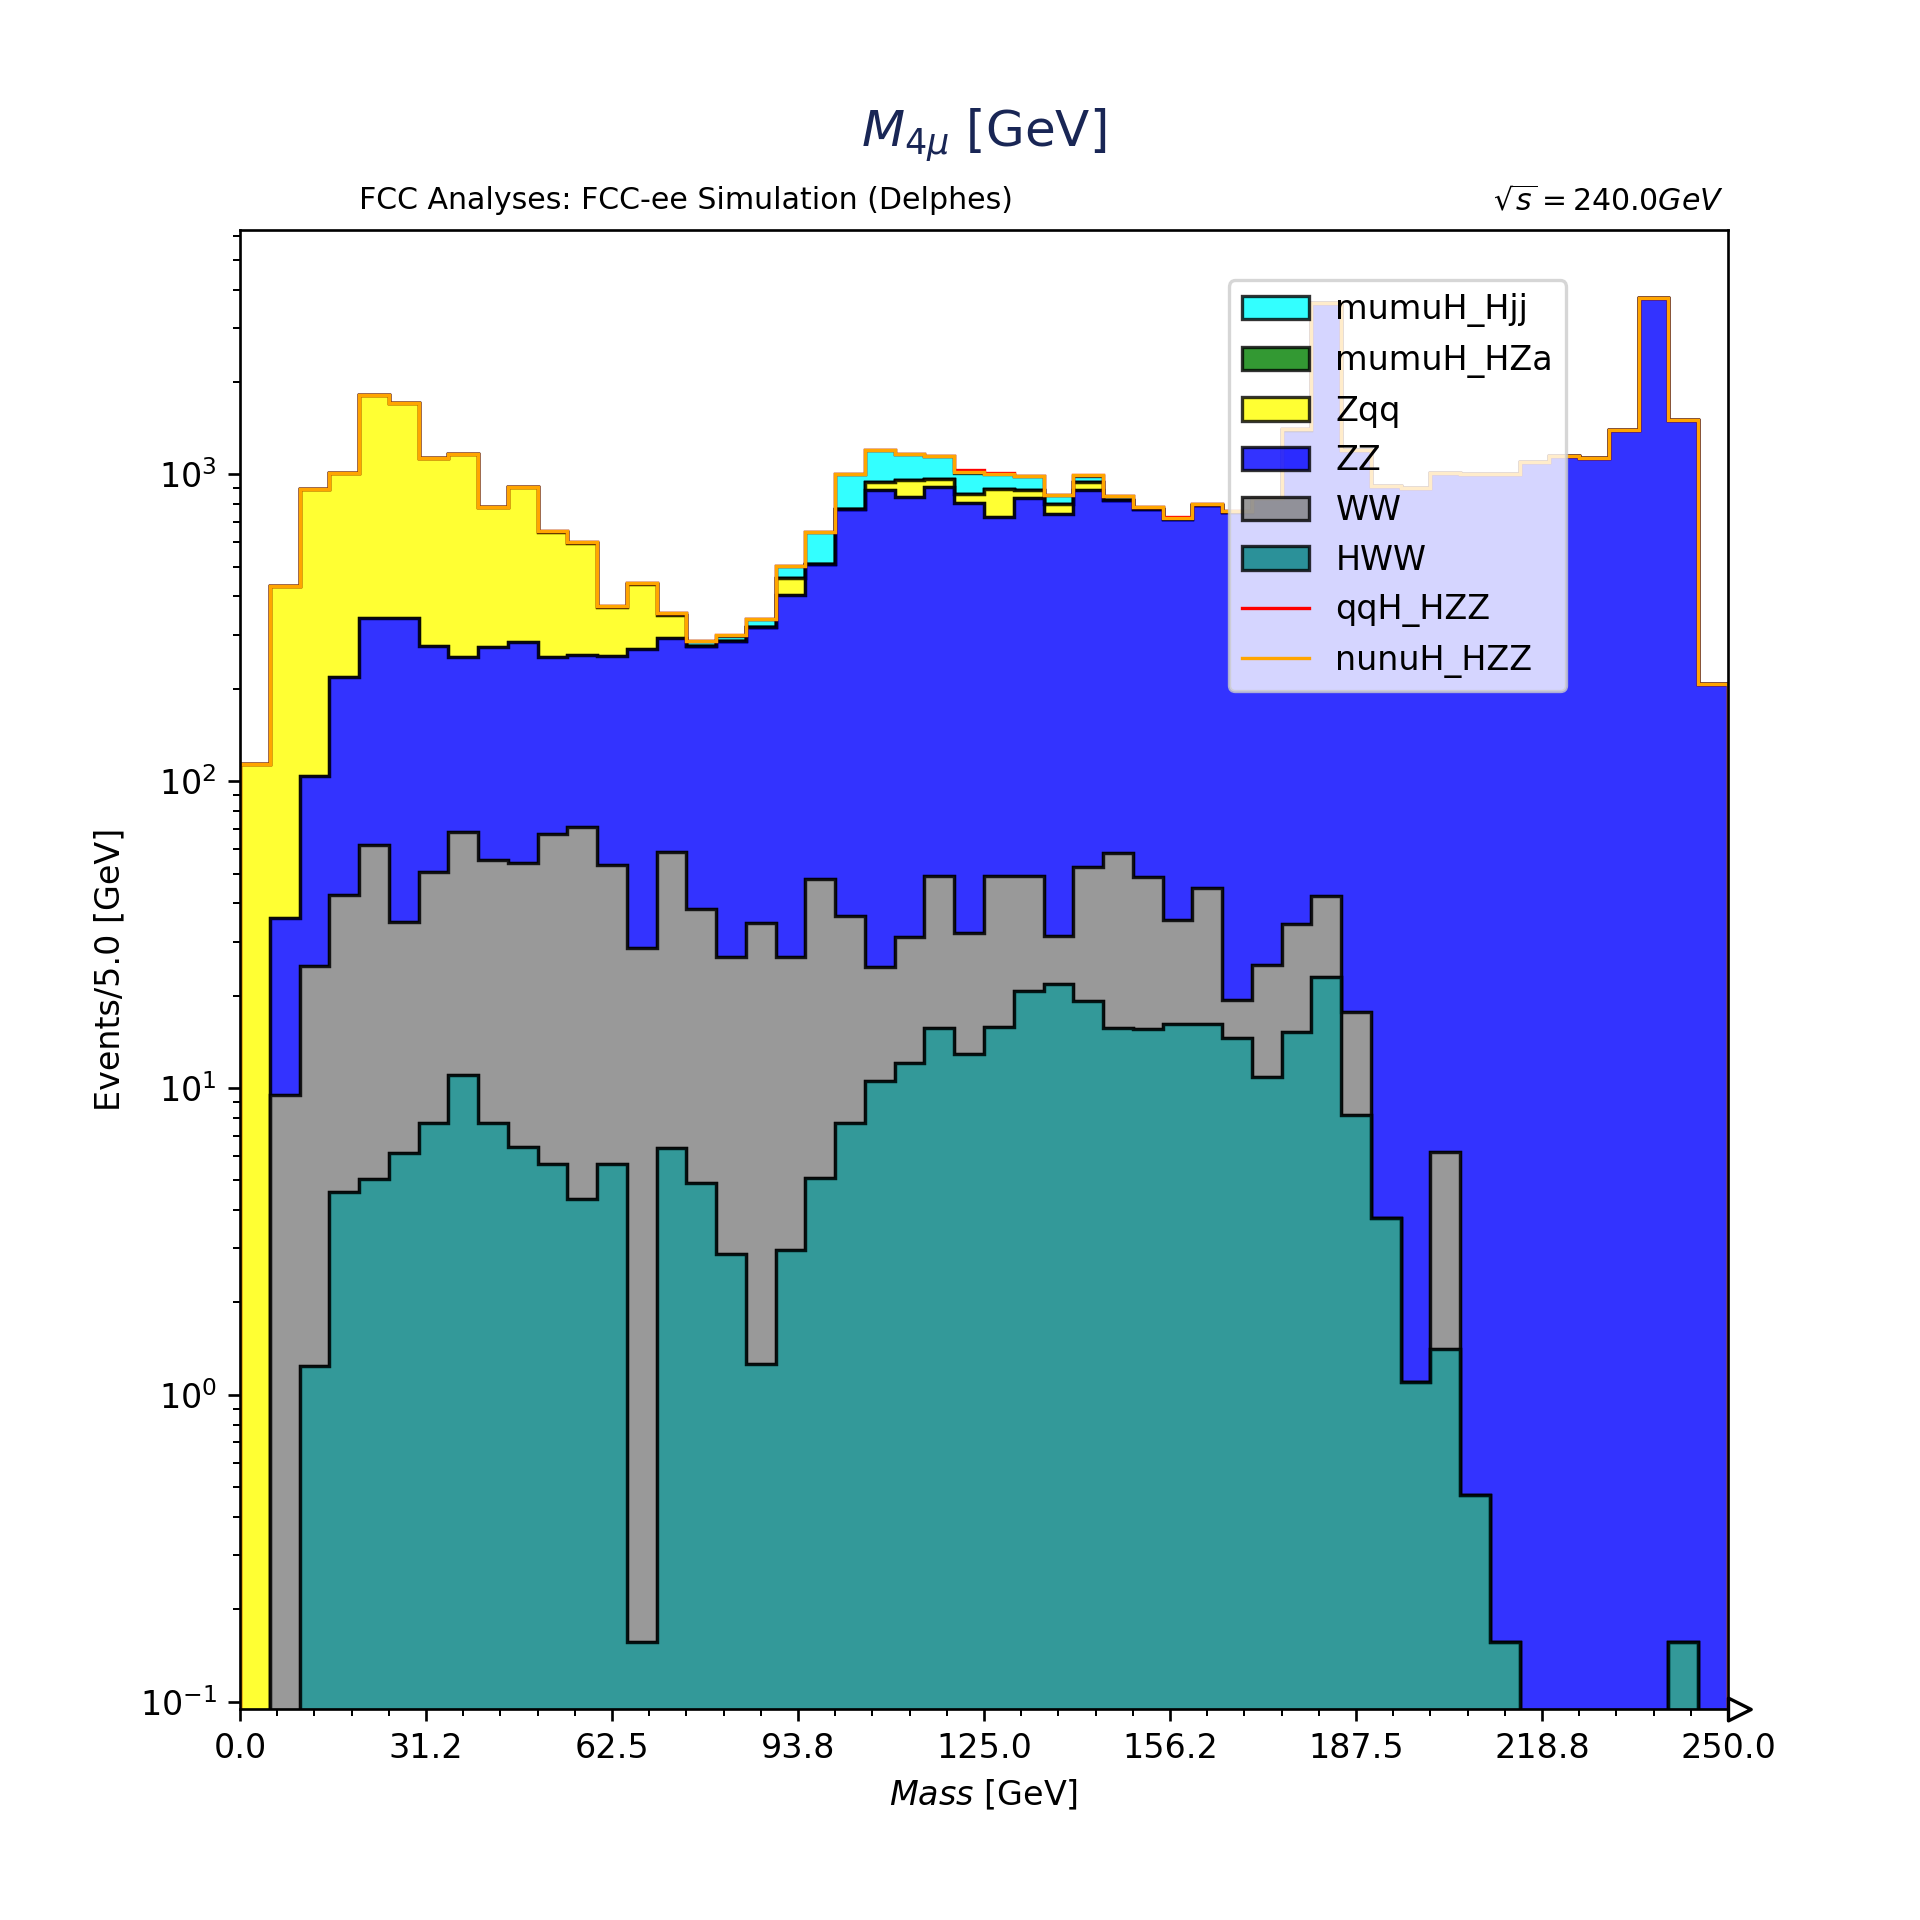 M4μ [GeV]
FCC Analyses: FCC-ee Simulation (Delphes)
√s = 240.0GeV
mumuH_Hjj
mumuH_HZa
Zqq
ZZ
WW
HWW
qqH_HZZ
nunuH_HZZ
Events/5.0 [GeV]
10³
10²
10¹
10⁰
10⁻¹
0.0 31.2 62.5 93.8 125.0 156.2 187.5 218.8 250.0
Mass [GeV]